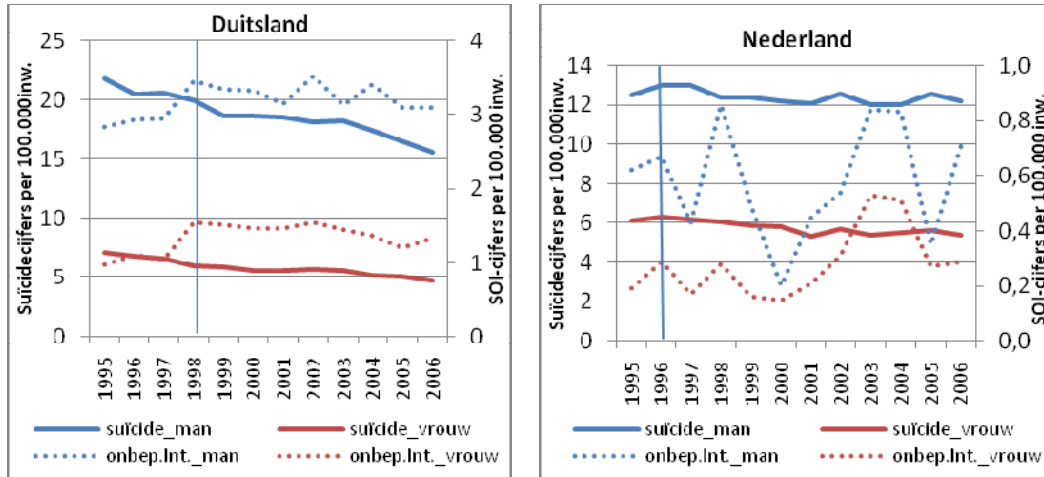 Duitsland
Suïcidecijfers per 100.000inw.
25
20
15
10
5
0
4
3
2
1
0
SOI-cijfers per 100.000inw.
1995 1996 1997 1998 1999 2000 2001 2002 2003 2004 2005 2006
suïcide_man suïcide_vrouw
onbep.Int._man onbep.Int._vrouw
Nederland
Suïcidecijfers per 100.000inw.
14
12
10
8
6
4
2
0
1,0
0,8
0,6
0,4
0,2
0,0
SOI-cijfers per 100.000inw.
1995 1996 1997 1998 1999 2000 2001 2002 2003 2004 2005 2006
suïcide_man suïcide_vrouw
onbep.Int._man onbep.Int._vrouw